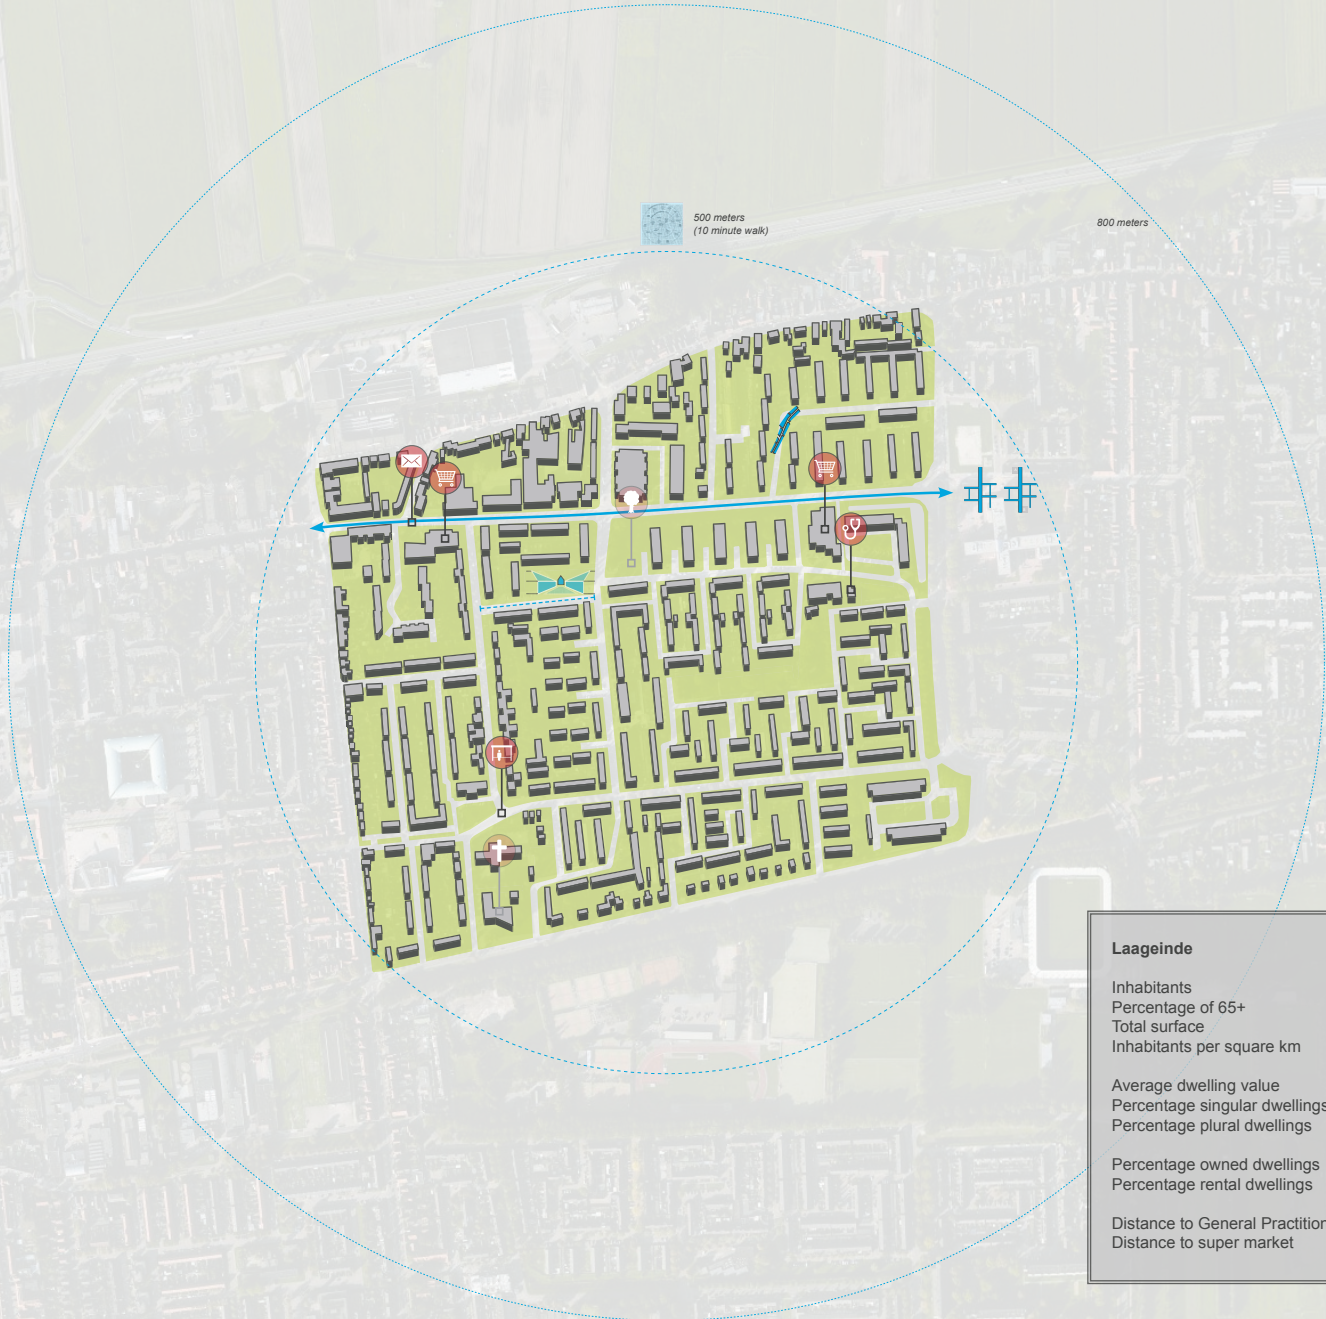 500 meters
(10 minute walk)
800 meters
Laageinde
Inhabitants
Percentage of 65+
Total surface
Inhabitants per square km
Average dwelling value
Percentage singular dwellings
Percentage plural dwellings
Percentage owned dwellings
Percentage rental dwellings
Distance to General Practition
Distance to super market